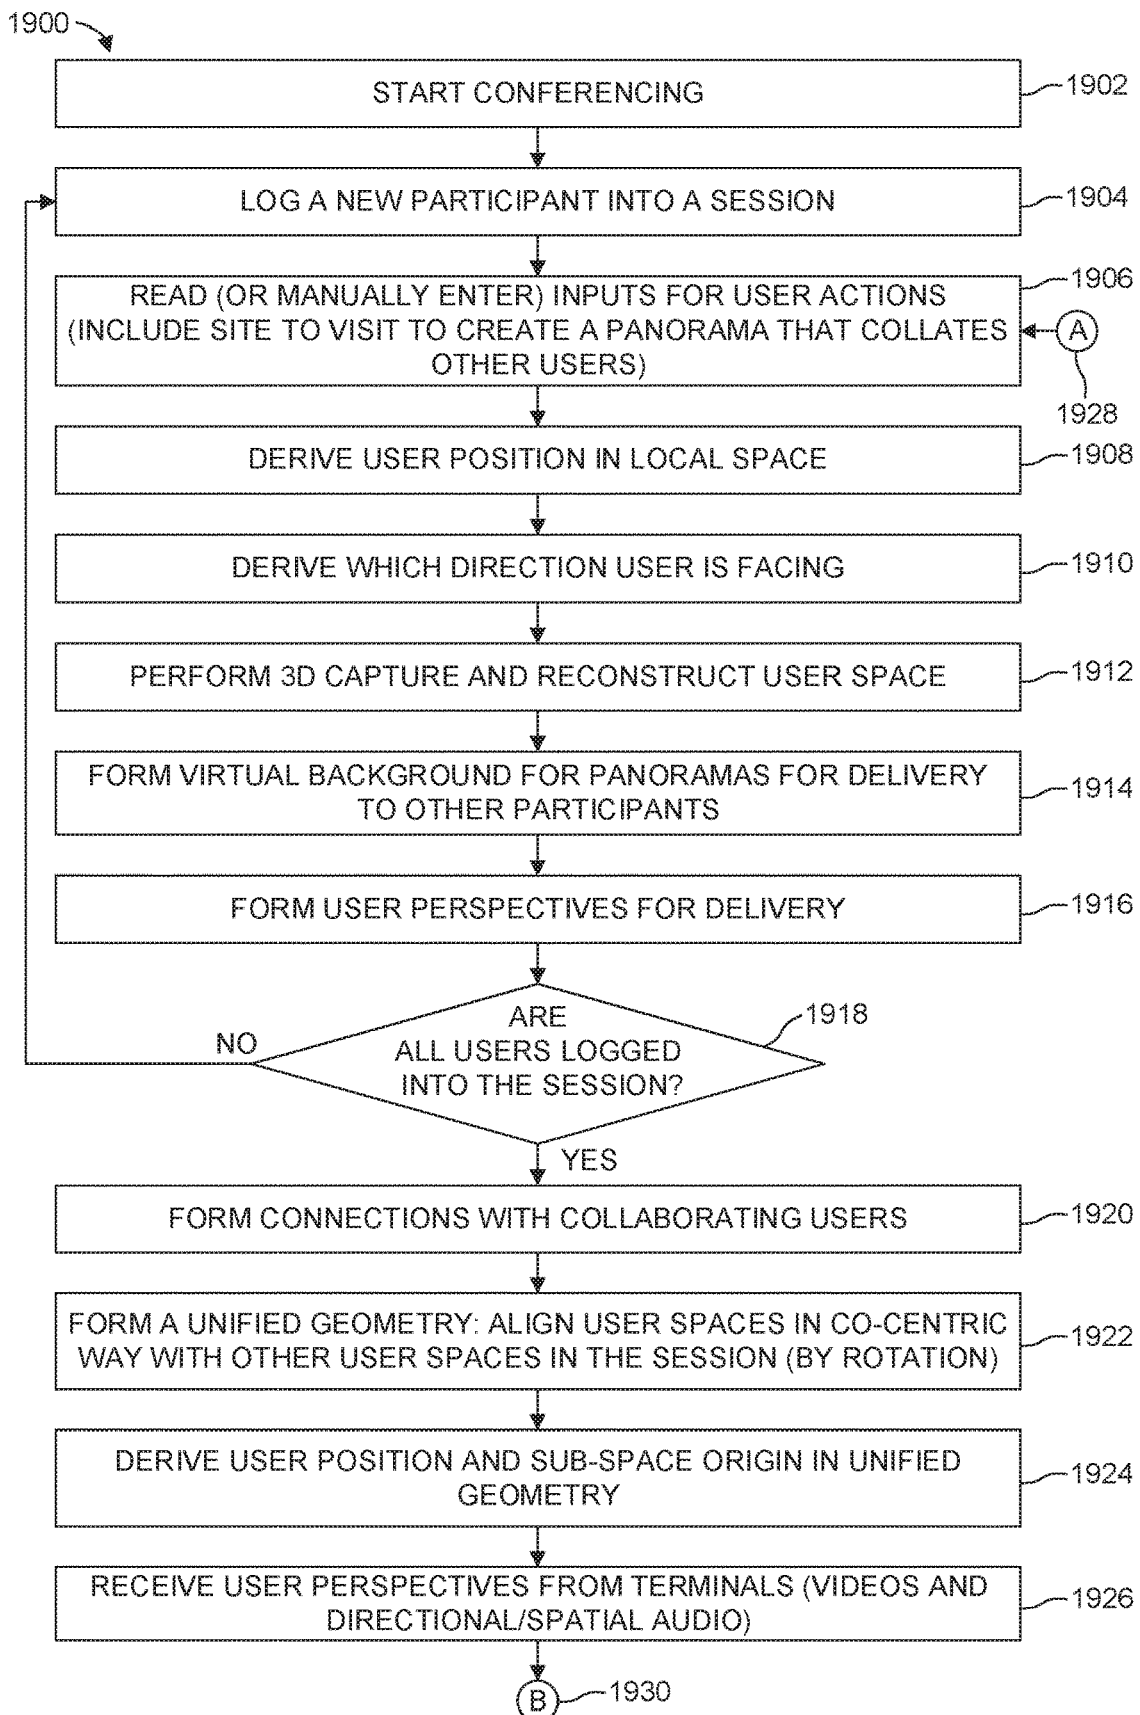 1900
START CONFERENCING
1902
LOG A NEW PARTICIPANT INTO A SESSION
1904
READ (OR MANUALLY ENTER) INPUTS FOR USER ACTIONS
(INCLUDE SITE TO VISIT TO CREATE A PANORAMA THAT COLLATES
OTHER USERS)
1906
A
1928
DERIVE USER POSITION IN LOCAL SPACE
1908
DERIVE WHICH DIRECTION USER IS FACING
1910
PERFORM 3D CAPTURE AND RECONSTRUCT USER SPACE
1912
FORM VIRTUAL BACKGROUND FOR PANORAMAS FOR DELIVERY
TO OTHER PARTICIPANTS
1914
FORM USER PERSPECTIVES FOR DELIVERY
1916
ARE
ALL USERS LOGGED
INTO THE SESSION?
1918
NO
YES
FORM CONNECTIONS WITH COLLABORATING USERS
1920
FORM A UNIFIED GEOMETRY: ALIGN USER SPACES IN CO-CENTRIC
WAY WITH OTHER USER SPACES IN THE SESSION (BY ROTATION)
1922
DERIVE USER POSITION AND SUB-SPACE ORIGIN IN UNIFIED
GEOMETRY
1924
RECEIVE USER PERSPECTIVES FROM TERMINALS (VIDEOS AND
DIRECTIONAL/SPATIAL AUDIO)
1926
B
1930